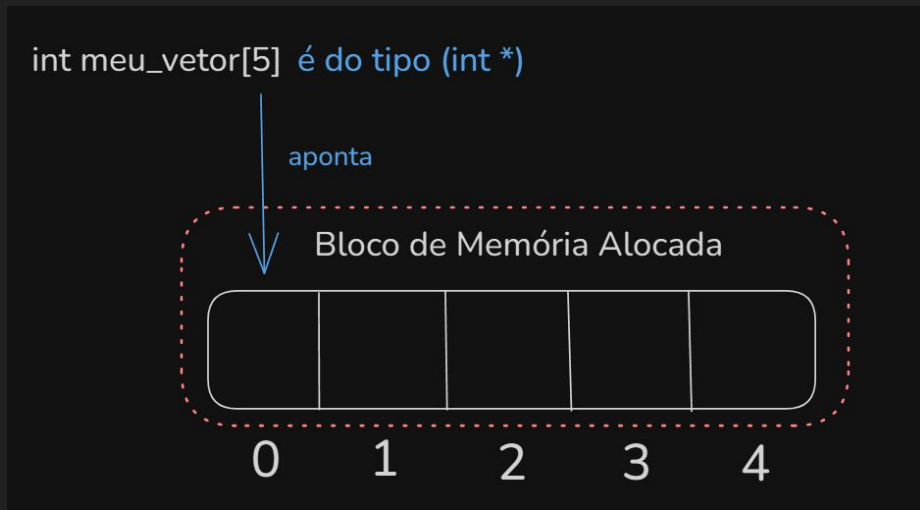 int meu_vetor[5] é do tipo (int *)
aponta
Bloco de Memória Alocada
0 1 2 3 4